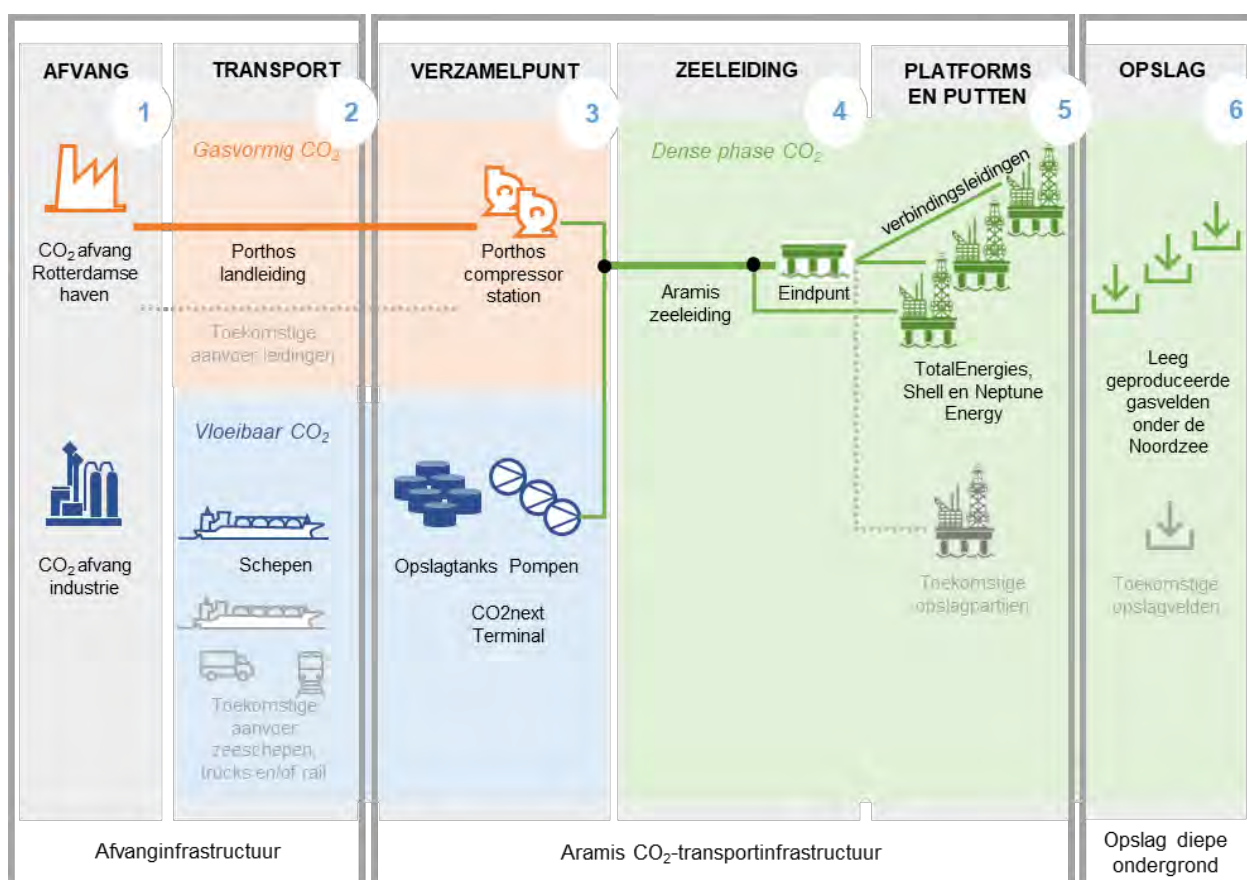 AFVANG
1
TRANSPORT
2
VERZAMELPUNT
3
ZEELEIDING
4
PLATFORMS
EN PUTTEN
5
OPSLAG
6
Gasvormig CO₂
Dense phase CO₂
verbindingsleidingen
CO₂ afvang
Rotterdamse
haven
Porthos
landleiding
Porthos
compressor
station
Aramis
zeeleiding
Eindpunt
Toekomstige
aanvoer leidingen
TotalEnergies,
Shell en Neptune
Energy
Leeg
geproduceerde
gasvelden
onder de
Noordzee
Vloeibaar CO₂
CO₂ afvang
industrie
Schepen
Opslagtanks
Pompen
CO2next
Terminal
Toekomstige
opslagpartijen
Toekomstige
opslagvelden
Toekomstige
aanvoer
zeeschepen,
trucks en/of rail
Afvanginfrastructuur
Aramis CO₂-transportinfrastructuur
Opslag diepe
ondergrond